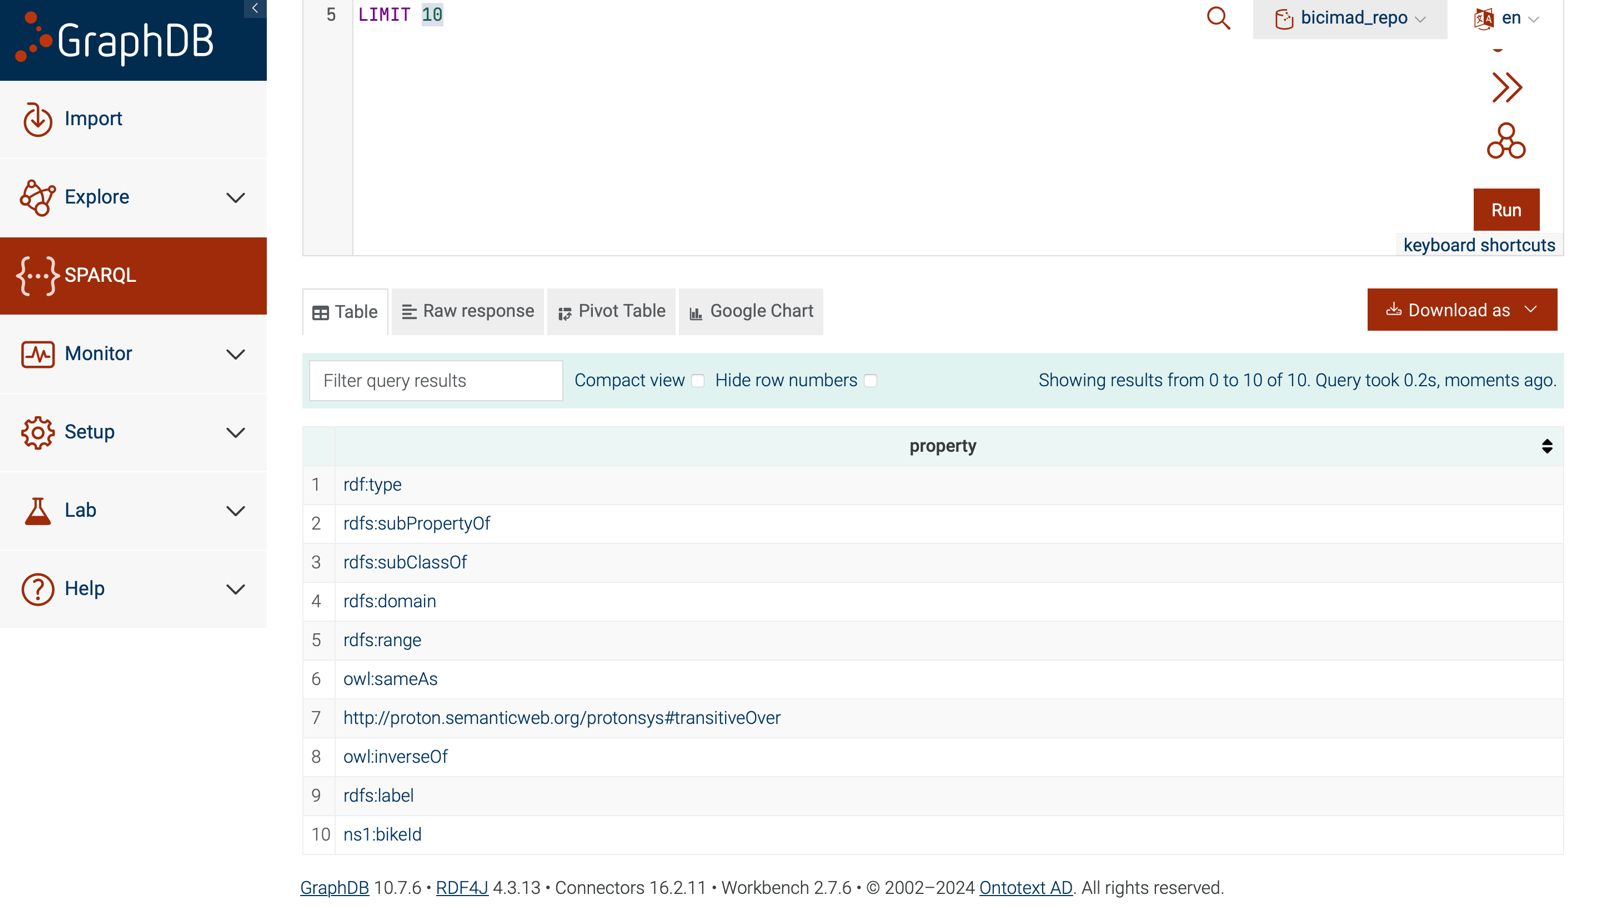 GraphDB
Import
Explore
SPARQL
Monitor
Setup
Lab
Help
5 LIMIT 10
bicimad_repo
en
Run
keyboard shortcuts
Table
Raw response
Pivot Table
Google Chart
Download as
Filter query results
Compact view
Hide row numbers
Showing results from 0 to 10 of 10. Query took 0.2s, moments ago.
property
1 rdf:type
2 rdfs:subPropertyOf
3 rdfs:subClassOf
4 rdfs:domain
5 rdfs:range
6 owl:sameAs
7 http://proton.semanticweb.org/protonsys#transitiveOver
8 owl:inverseOf
9 rdfs:label
10 ns1:bikeId
GraphDB 10.7.6 • RDF4J 4.3.13 • Connectors 16.2.11 • Workbench 2.7.6 • © 2002–2024 Ontotext AD. All rights reserved.